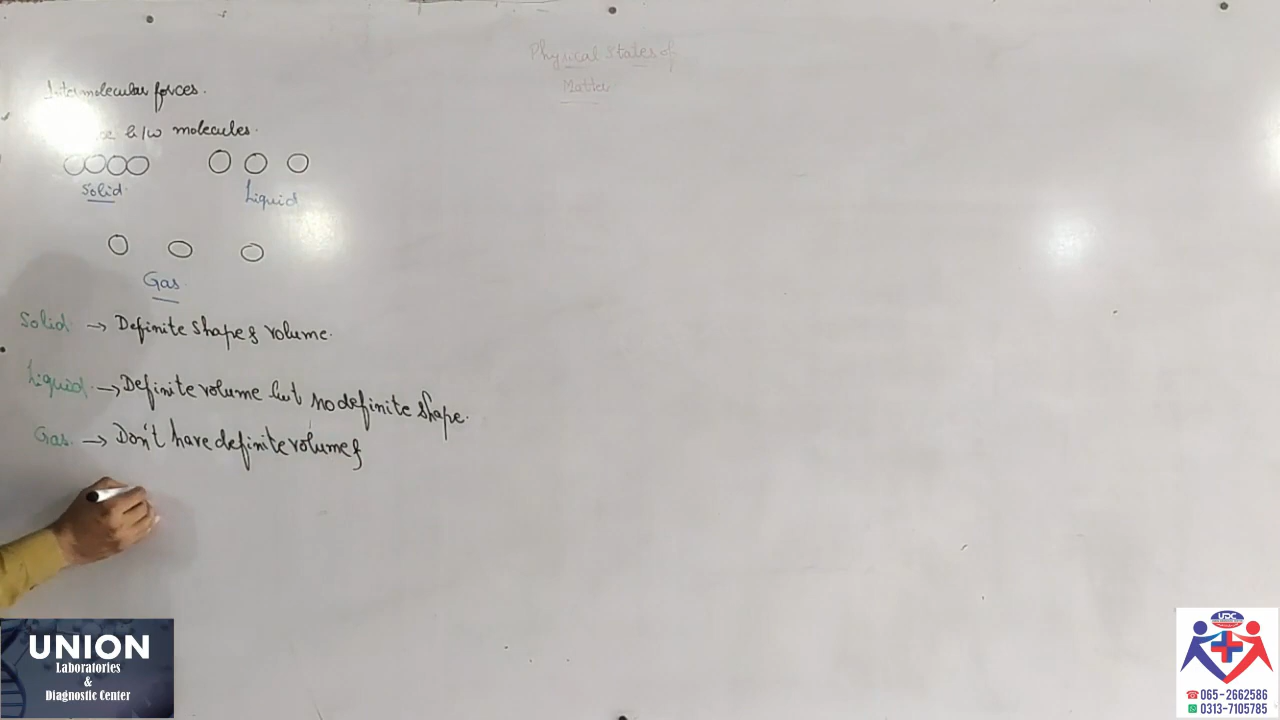 Physical States of
Matter
Intermolecular forces.
b/w molecules.
Solid
Liquid
Gas
Solid → Definite shape & volume.
Liquid → Definite volume but no definite shape.
Gas → Don't have definite volume &
UNION
Laboratories
&
Diagnostic Center
UDC
065-2662586
0313-7105785